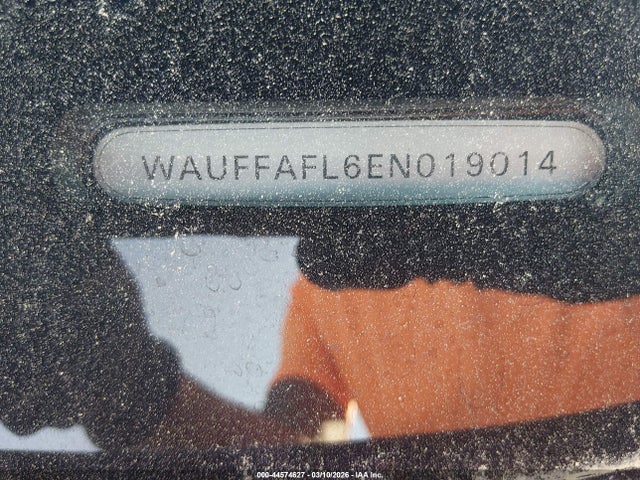 WAUFFAFL6EN019014
000-44574627 - 03/10/2026 - IAA Inc.